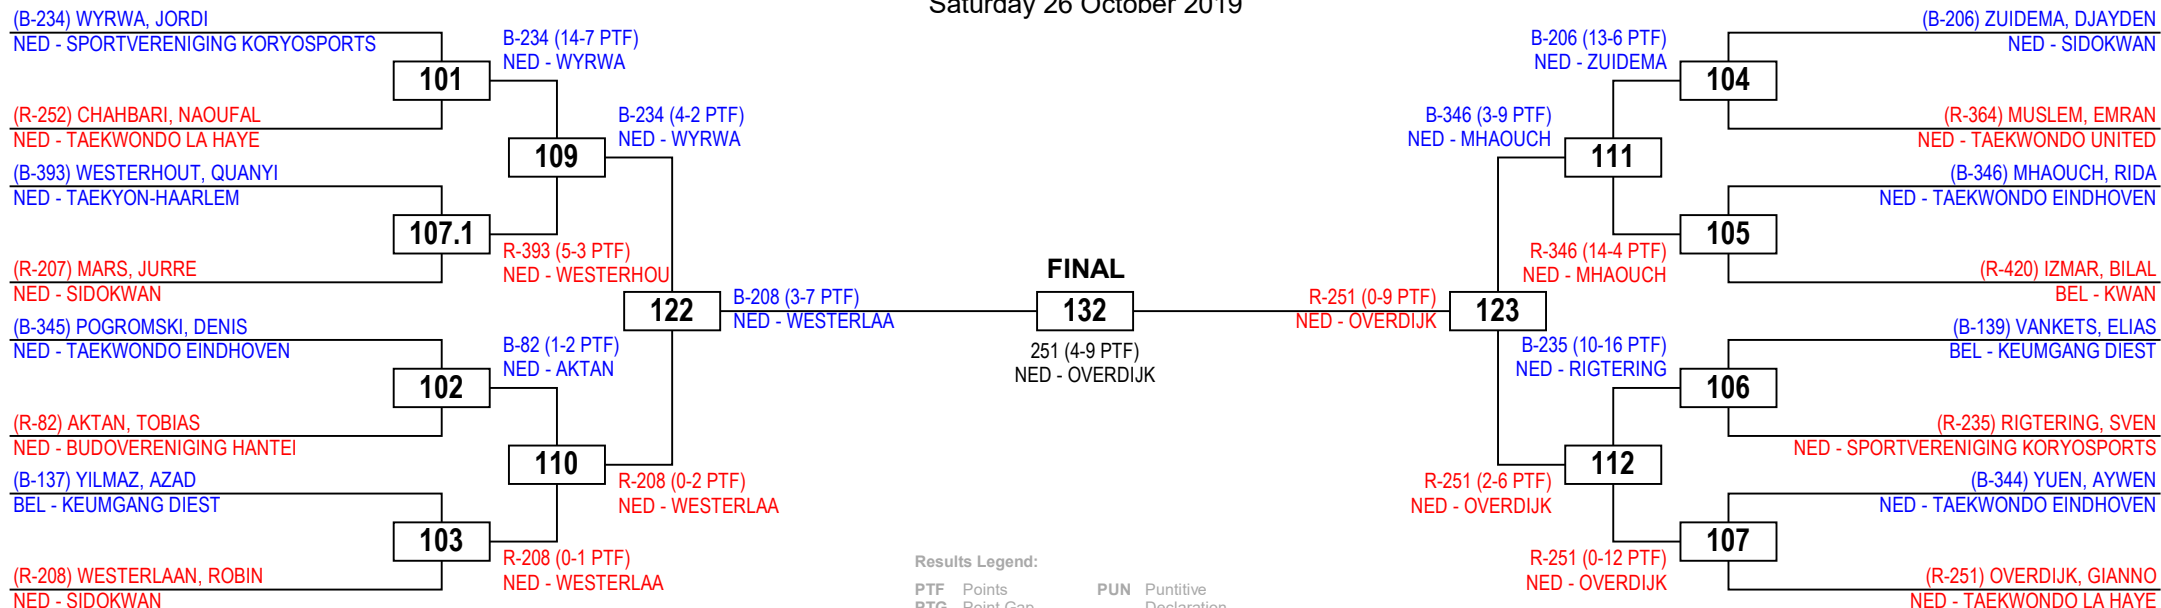 Saturday 26 October 2019
(B-234) WYRWA, JORDI
NED - SPORTVERENIGING KORYOSPORTS
101
(R-252) CHAHBARI, NAOUFAL
NED - TAEKWONDO LA HAYE
(B-393) WESTERHOUT, QUANYI
NED - TAEKYON-HAARLEM
107.1
(R-207) MARS, JURRE
NED - SIDOKWAN
(B-345) POGROMSKI, DENIS
NED - TAEKWONDO EINDHOVEN
102
(R-82) AKTAN, TOBIAS
NED - BUDOVERENIGING HANTEI
(B-137) YILMAZ, AZAD
BEL - KEUMGANG DIEST
103
(R-208) WESTERLAAN, ROBIN
NED - SIDOKWAN
B-234 (14-7 PTF)
NED - WYRWA
109
R-393 (5-3 PTF)
NED - WESTERHOU
B-82 (1-2 PTF)
NED - AKTAN
110
R-208 (0-1 PTF)
NED - WESTERLAA
B-234 (4-2 PTF)
NED - WYRWA
122
R-208 (0-2 PTF)
NED - WESTERLAA
B-208 (3-7 PTF)
NED - WESTERLAA
FINAL
132
251 (4-9 PTF)
NED - OVERDIJK
R-251 (0-9 PTF)
NED - OVERDIJK
123
B-346 (3-9 PTF)
NED - MHAOUCH
R-251 (2-6 PTF)
NED - OVERDIJK
B-206 (13-6 PTF)
NED - ZUIDEMA
111
R-346 (14-4 PTF)
NED - MHAOUCH
B-235 (10-16 PTF)
NED - RIGTERING
112
R-251 (0-12 PTF)
NED - OVERDIJK
(B-206) ZUIDEMA, DJAYDEN
NED - SIDOKWAN
104
(R-364) MUSLEM, EMRAN
NED - TAEKWONDO UNITED
(B-346) MHAOUCH, RIDA
NED - TAEKWONDO EINDHOVEN
105
(R-420) IZMAR, BILAL
BEL - KWAN
(B-139) VANKETS, ELIAS
BEL - KEUMGANG DIEST
106
(R-235) RIGTERING, SVEN
NED - SPORTVERENIGING KORYOSPORTS
(B-344) YUEN, AYWEN
NED - TAEKWONDO EINDHOVEN
107
(R-251) OVERDIJK, GIANNO
NED - TAEKWONDO LA HAYE
Results Legend:
PTF Points PUN Puntitive
PTG Point Gap Declaration